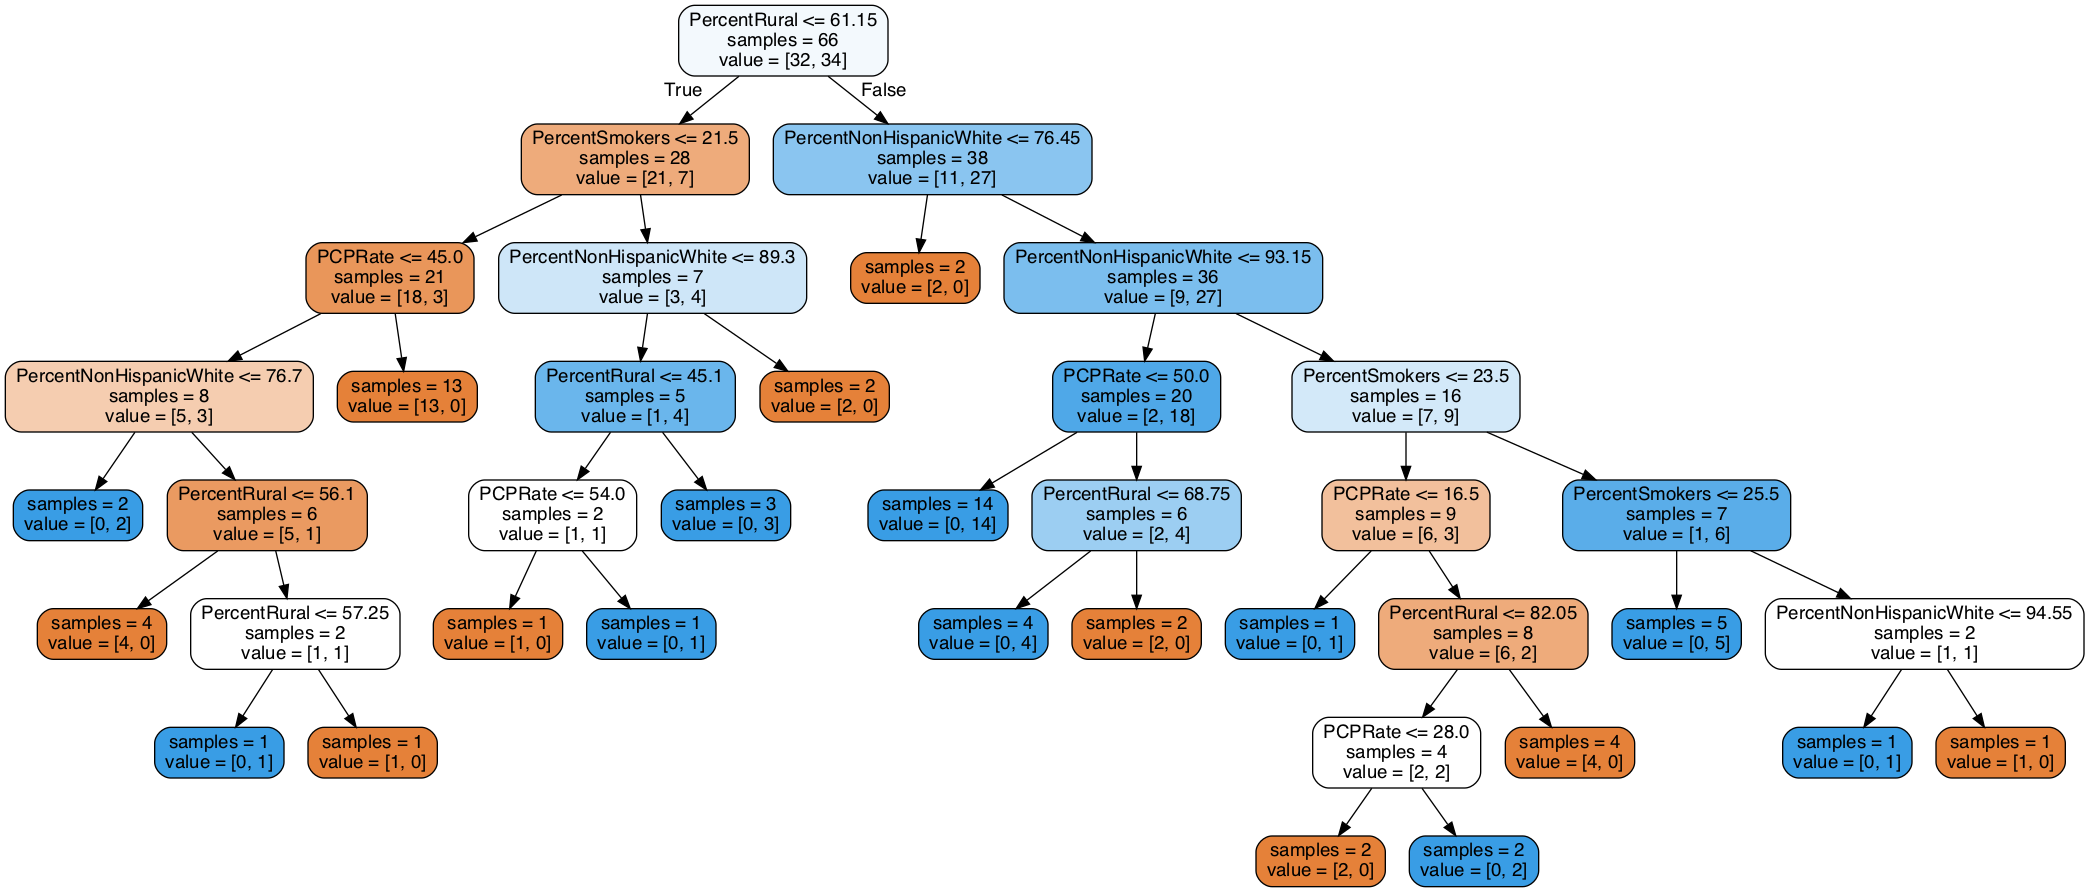 PercentRural <= 61.15
samples = 66
value = [32, 34]
True
False
PercentSmokers <= 21.5
samples = 28
value = [21, 7]
PercentNonHispanicWhite <= 76.45
samples = 38
value = [11, 27]
PCPRate <= 45.0
samples = 21
value = [18, 3]
PercentNonHispanicWhite <= 89.3
samples = 7
value = [3, 4]
samples = 2
value = [2, 0]
PercentNonHispanicWhite <= 93.15
samples = 36
value = [9, 27]
PercentNonHispanicWhite <= 76.7
samples = 8
value = [5, 3]
samples = 13
value = [13, 0]
PercentRural <= 45.1
samples = 5
value = [1, 4]
samples = 2
value = [2, 0]
PCPRate <= 50.0
samples = 20
value = [2, 18]
PercentSmokers <= 23.5
samples = 16
value = [7, 9]
samples = 2
value = [0, 2]
PercentRural <= 56.1
samples = 6
value = [5, 1]
PCPRate <= 54.0
samples = 2
value = [1, 1]
samples = 3
value = [0, 3]
samples = 14
value = [0, 14]
PercentRural <= 68.75
samples = 6
value = [2, 4]
PCPRate <= 16.5
samples = 9
value = [6, 3]
PercentSmokers <= 25.5
samples = 7
value = [1, 6]
samples = 4
value = [4, 0]
PercentRural <= 57.25
samples = 2
value = [1, 1]
samples = 1
value = [1, 0]
samples = 1
value = [0, 1]
samples = 4
value = [0, 4]
samples = 2
value = [2, 0]
samples = 1
value = [0, 1]
PercentRural <= 82.05
samples = 8
value = [6, 2]
samples = 5
value = [0, 5]
PercentNonHispanicWhite <= 94.55
samples = 2
value = [1, 1]
samples = 1
value = [0, 1]
samples = 1
value = [1, 0]
PCPRate <= 28.0
samples = 4
value = [2, 2]
samples = 4
value = [4, 0]
samples = 1
value = [0, 1]
samples = 1
value = [1, 0]
samples = 2
value = [2, 0]
samples = 2
value = [0, 2]